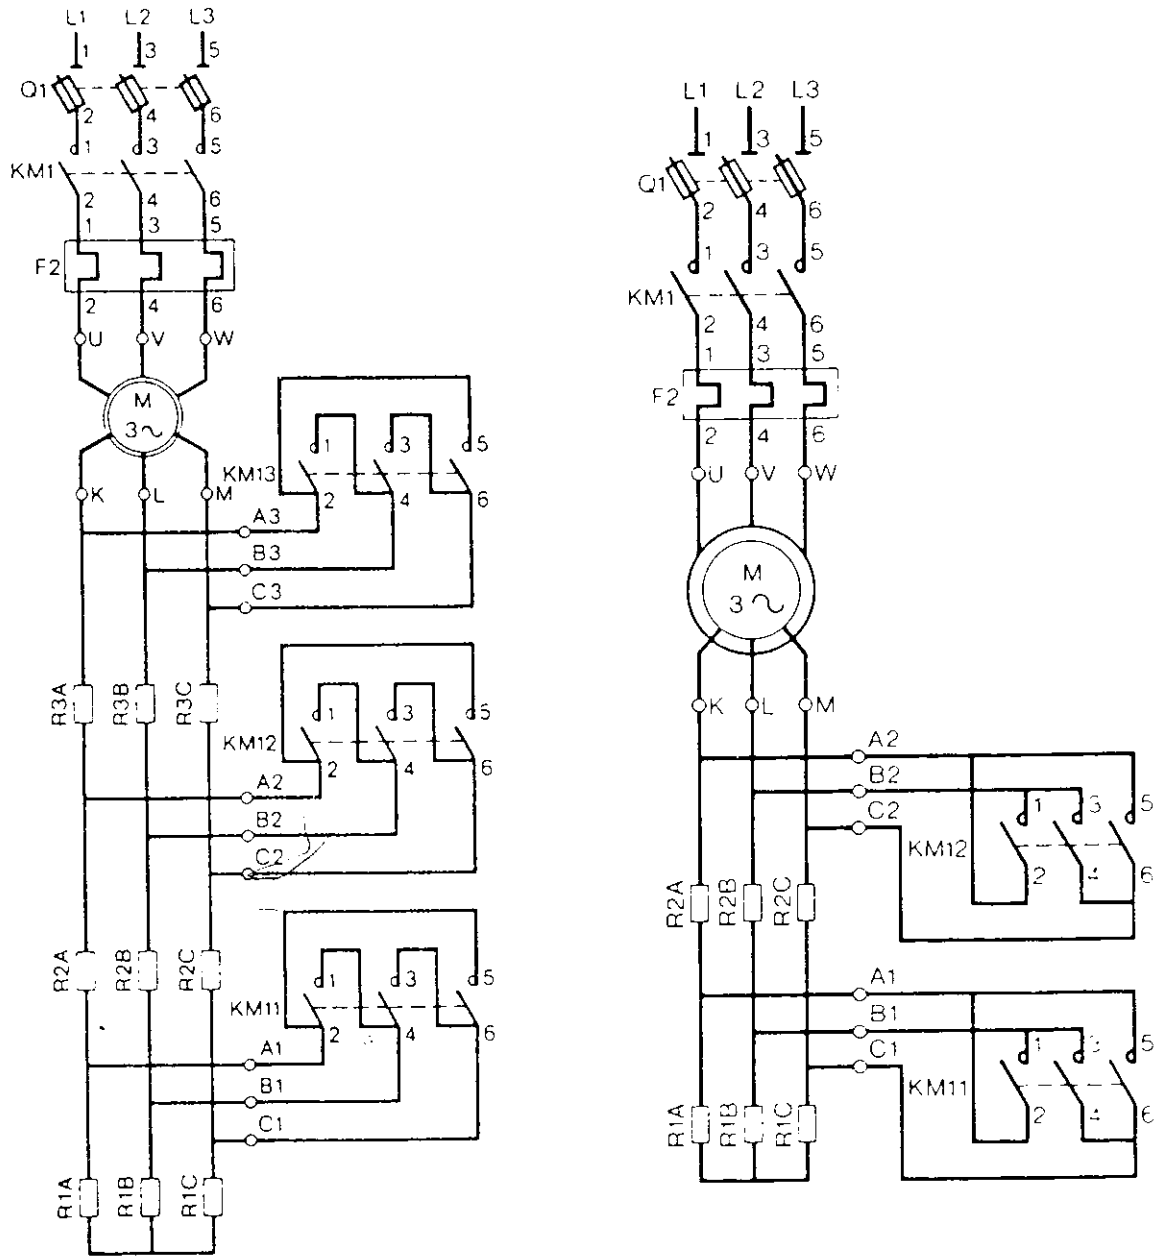 L1 L2 L3
1 3 5
Q1
2 4 6
1 3 5
KM1
2 4 6
1 3 5
F2
2 4 6
U V W
M
3~
K L M
1 3 5
KM13
2 4 6
A3
B3
C3
R3A R3B R3C
1 3 5
KM12
2 4 6
A2
B2
C2
R2A R2B R2C
1 3 5
KM11
2 4 6
A1
B1
C1
R1A R1B R1C
L1 L2 L3
1 3 5
Q1
2 4 6
1 3 5
KM1
2 4 6
1 3 5
F2
2 4 6
U V W
M
3~
K L M
A2
B2
C2
1 3 5
KM12
2 4 6
R2A R2B R2C
A1
B1
C1
1 3 5
KM11
2 4 6
R1A R1B R1C